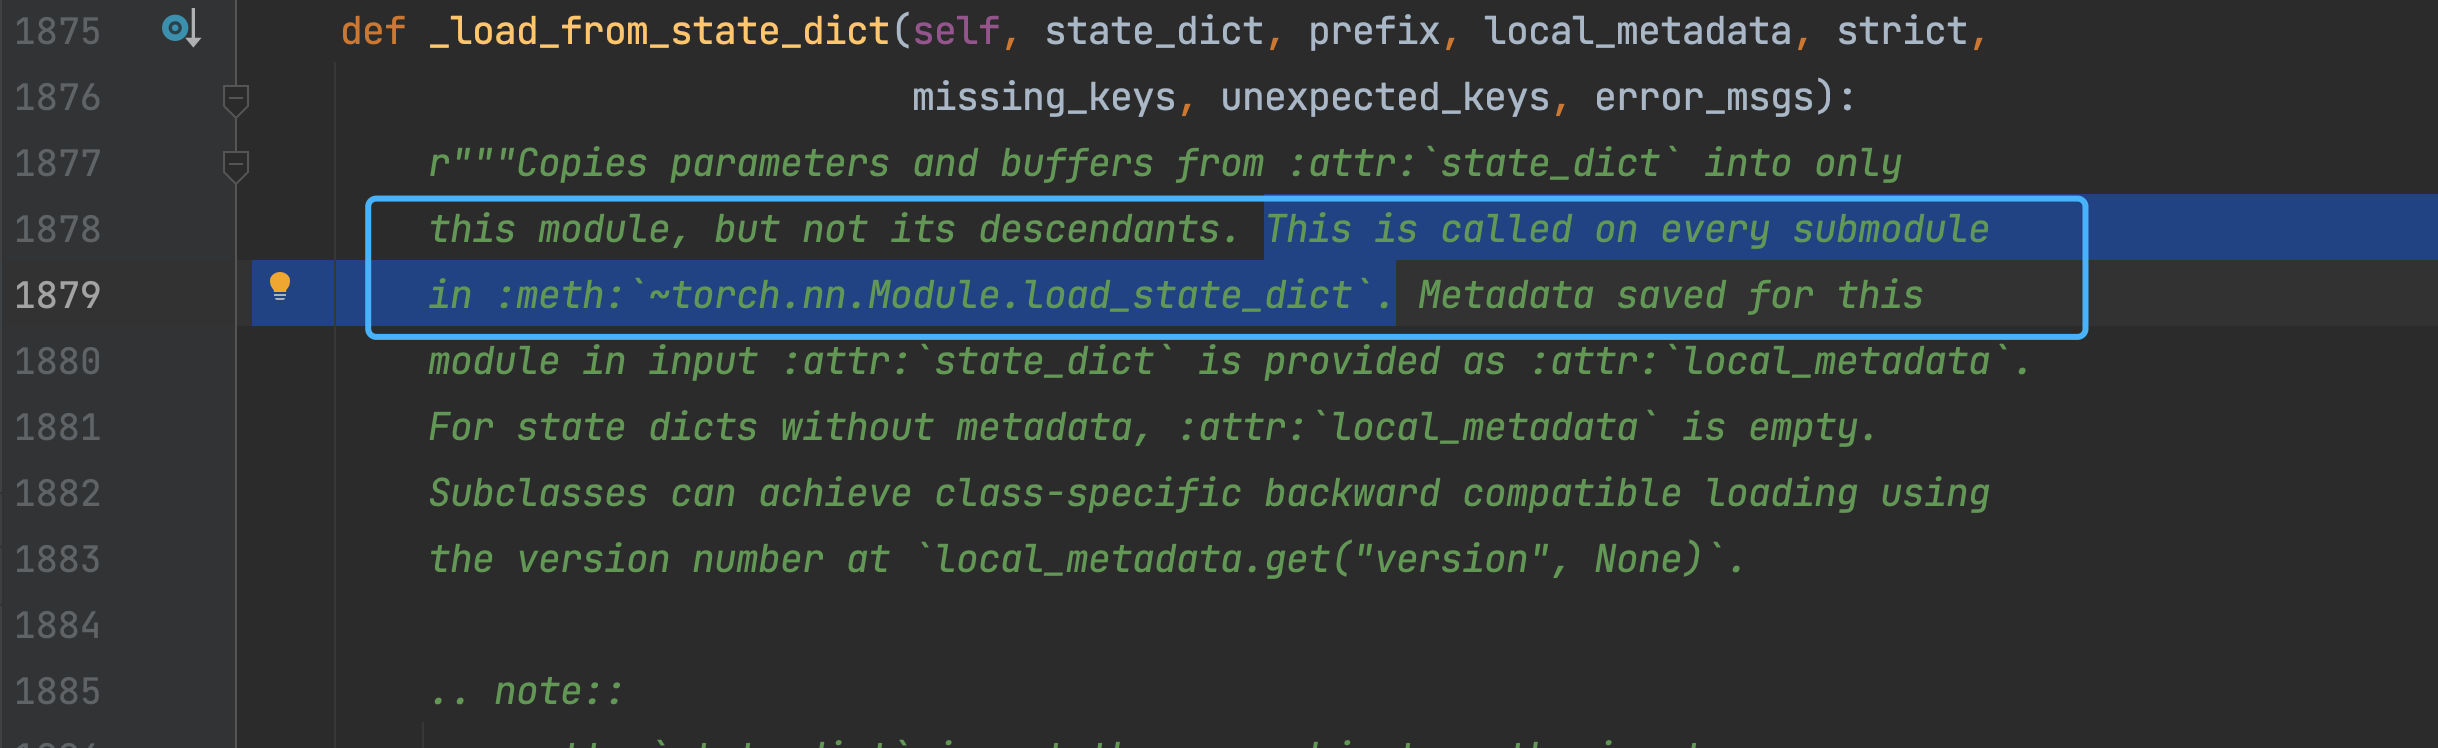 1875 def _load_from_state_dict(self, state_dict, prefix, local_metadata, strict,
1876 missing_keys, unexpected_keys, error_msgs):
1877 r"""Copies parameters and buffers from :attr:`state_dict` into only
1878 this module, but not its descendants. This is called on every submodule
1879 in :meth:`~torch.nn.Module.load_state_dict`. Metadata saved for this
1880 module in input :attr:`state_dict` is provided as :attr:`local_metadata`.
1881 For state dicts without metadata, :attr:`local_metadata` is empty.
1882 Subclasses can achieve class-specific backward compatible loading using
1883 the version number at `local_metadata.get("version", None)`.
1884
1885 .. note::